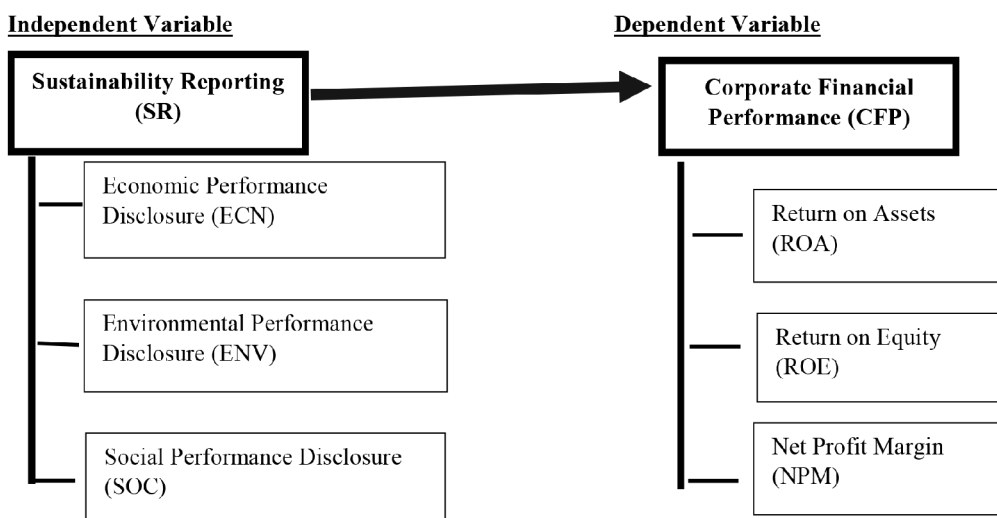 Independent Variable
Dependent Variable
Sustainability Reporting
(SR)
Corporate Financial
Performance (CFP)
Economic Performance
Disclosure (ECN)
Return on Assets
(ROA)
Environmental Performance
Disclosure (ENV)
Return on Equity
(ROE)
Social Performance Disclosure
(SOC)
Net Profit Margin
(NPM)